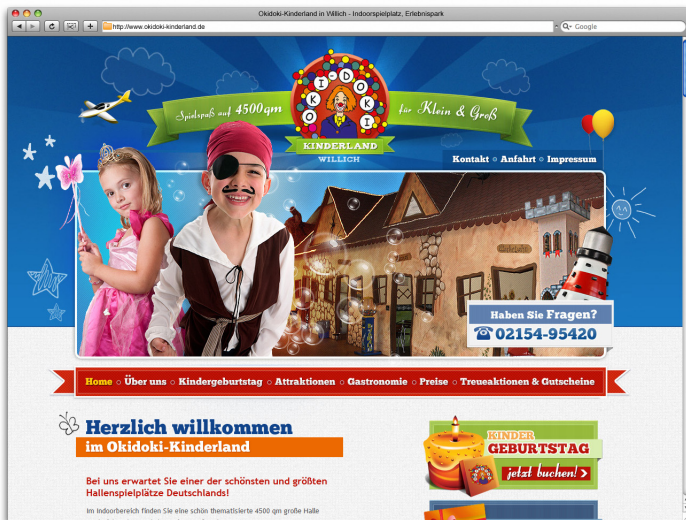 Okidoki-Kinderland in Willich - Indoorspielplatz, Erlebnispark
http://www.okidoki-kinderland.de
Google
Spielspaß auf 4500qm
OKI-DOKI
für Klein & Groß
KINDERLAND
WILLICH
Kontakt Anfahrt Impressum
Haben Sie Fragen?
02154-95420
Home Über uns Kindergeburtstag Attraktionen Gastronomie Preise Treueaktionen & Gutscheine
Herzlich willkommen
im Okidoki-Kinderland
KINDER
GEBURTSTAG
jetzt buchen!
Bei uns erwartet Sie einer der schönsten und größten
Hallenspielplätze Deutschlands!
Im Indoorbereich finden Sie eine schön thematisierte 4500 qm große Halle